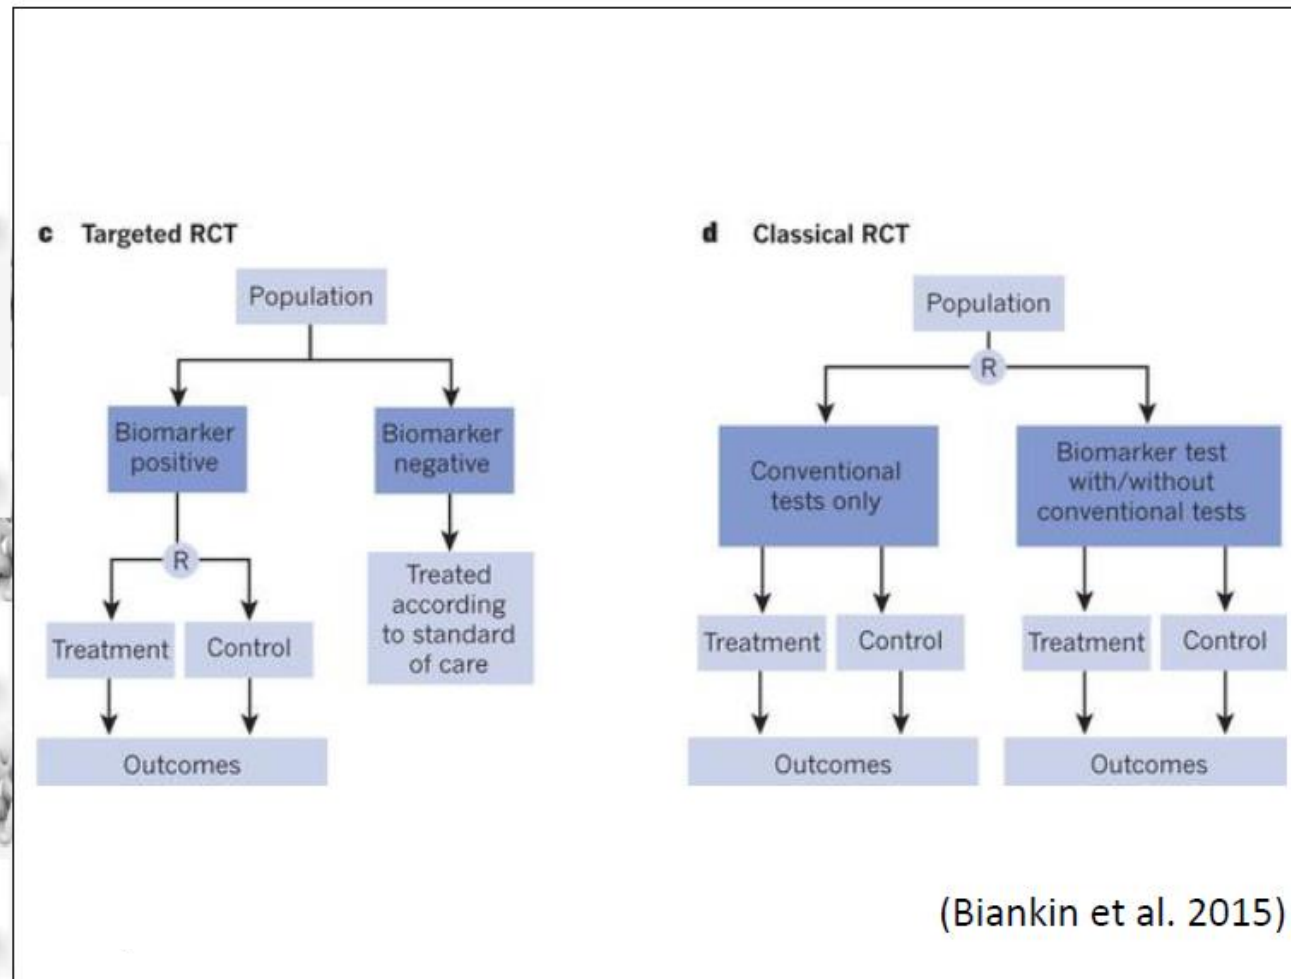 c Targeted RCT
Population
Biomarker
positive
Biomarker
negative
R
Treated
according
to standard
of care
Treatment
Control
Outcomes
d Classical RCT
Population
R
Conventional
tests only
Biomarker test
with/without
conventional tests
Treatment
Control
Treatment
Control
Outcomes
Outcomes
(Biankin et al. 2015)